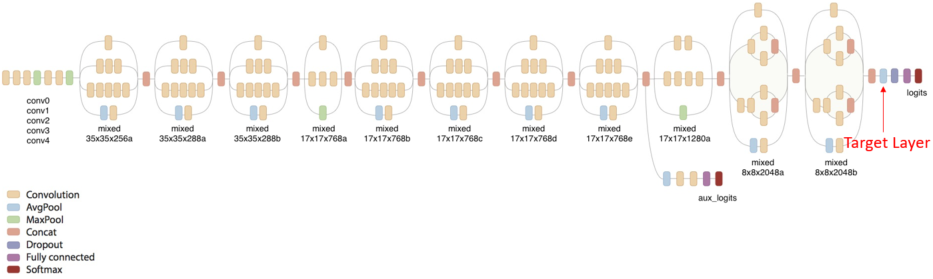 logits
conv0
conv1
conv2
conv3
conv4
mixed
35x35x256a
mixed
35x35x288a
mixed
35x35x288b
mixed
17x17x768a
mixed
17x17x768b
mixed
17x17x768c
mixed
17x17x768d
mixed
17x17x768e
mixed
17x17x1280a
Target Layer
mixed
8x8x2048a
mixed
8x8x2048b
aux_logits
Convolution
AvgPool
MaxPool
Concat
Dropout
Fully connected
Softmax